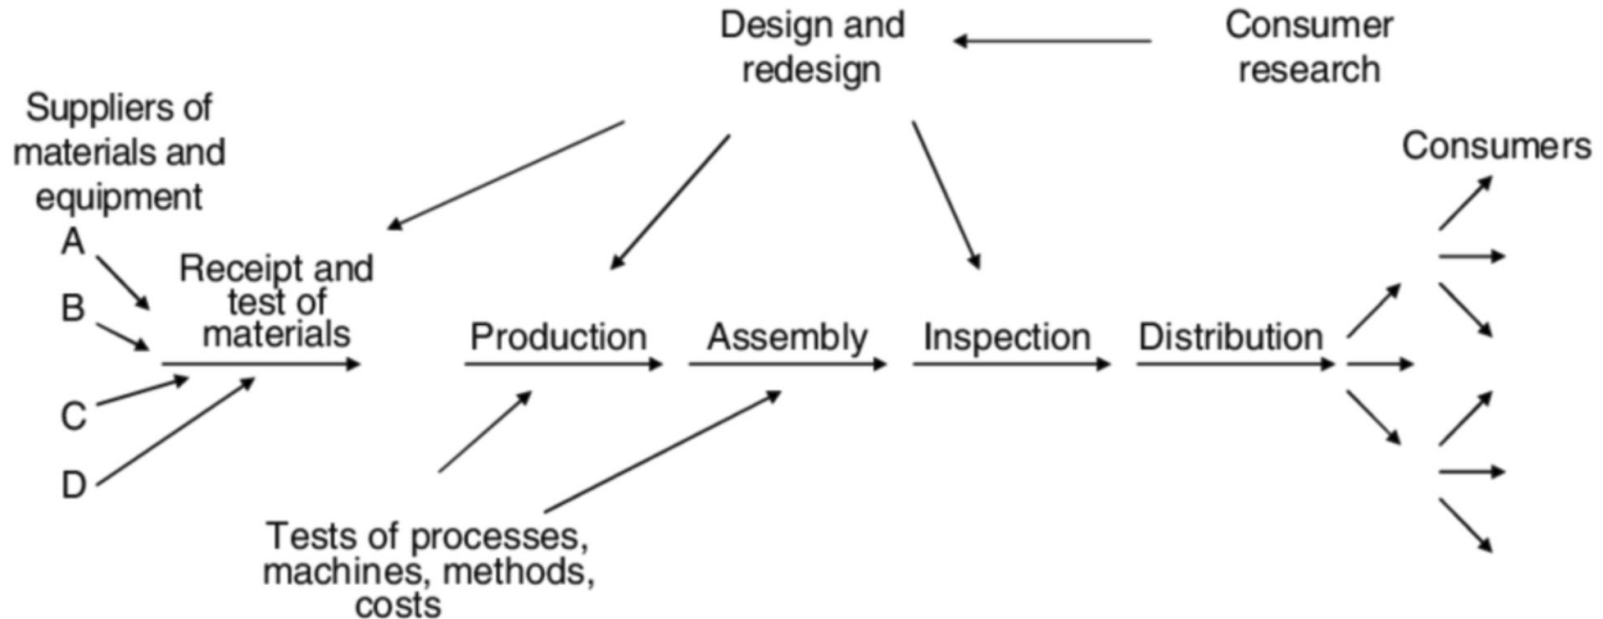 Design and
redesign
Consumer
research
Suppliers of
materials and
equipment
Consumers
A
B
C
D
Receipt and
test of
materials
Production
Assembly
Inspection
Distribution
Tests of processes,
machines, methods,
costs